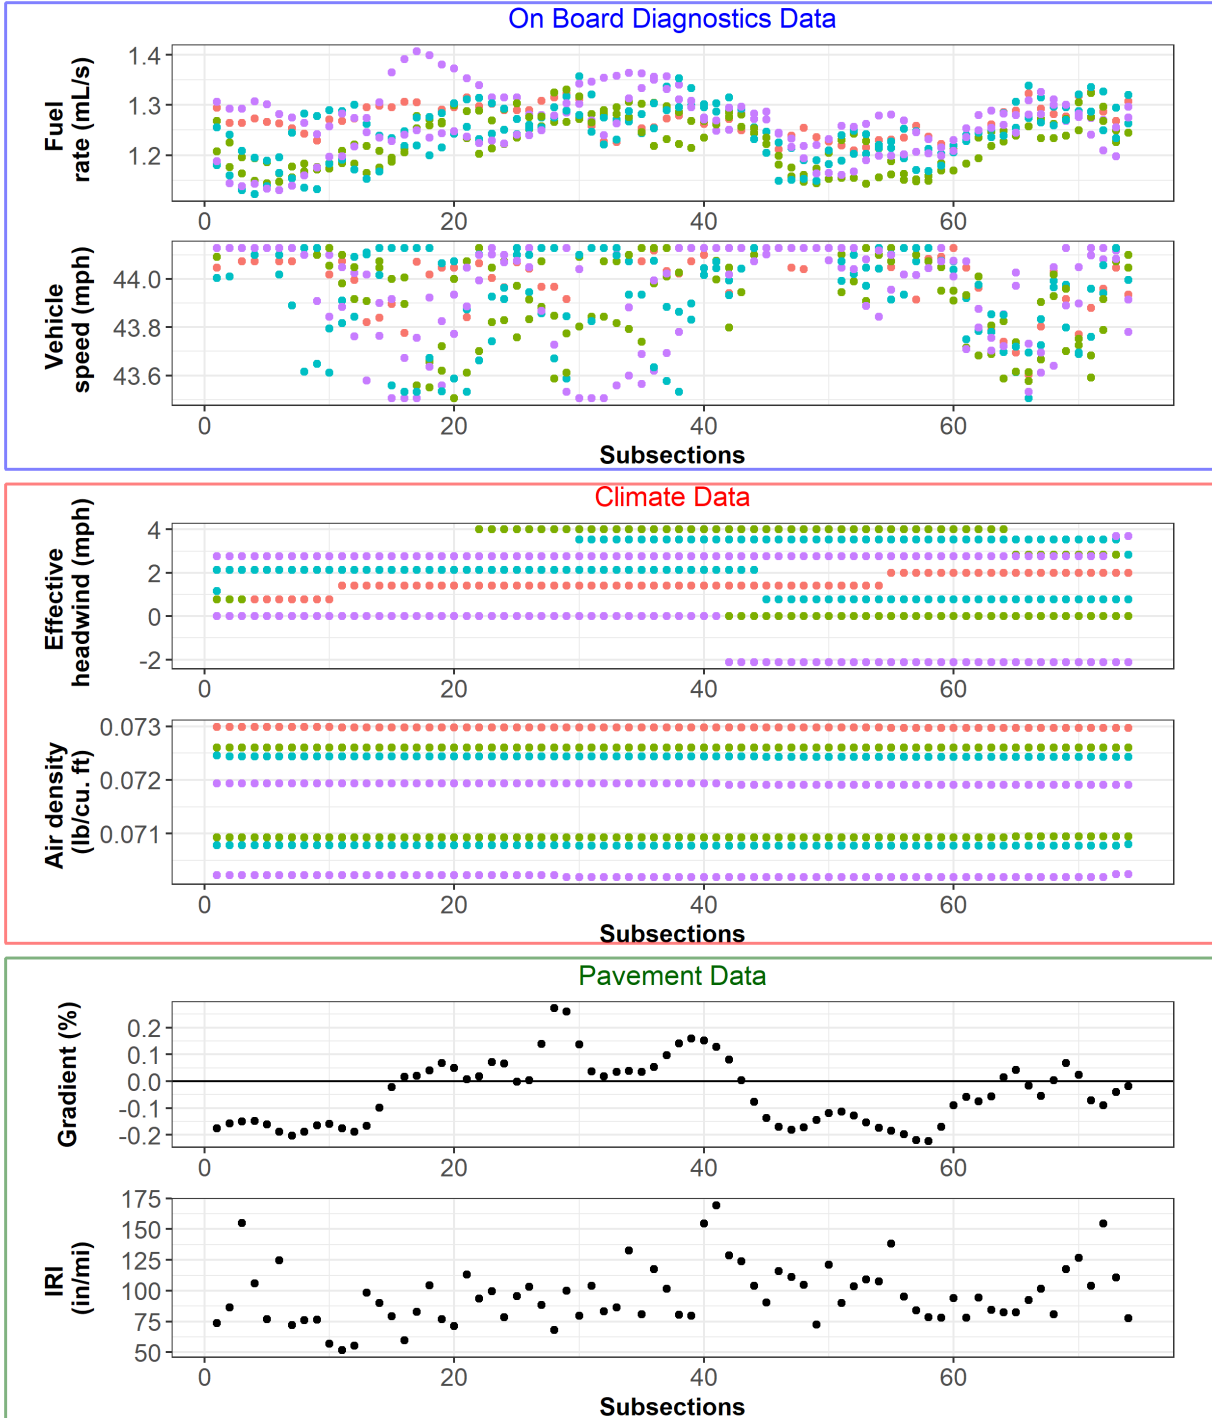 On Board Diagnostics Data
Fuel
rate (mL/s)
1.4
1.3
1.2
0 20 40 60
Vehicle
speed (mph)
44.0
43.8
43.6
0 20 40 60
Subsections
Climate Data
Effective
headwind (mph)
4
2
0
-2
0 20 40 60
Air density
(lb/cu. ft)
0.073
0.072
0.071
0 20 40 60
Subsections
Pavement Data
Gradient (%)
0.2
0.1
0.0
-0.1
-0.2
0 20 40 60
IRI
(in/mi)
175
150
125
100
75
50
0 20 40 60
Subsections